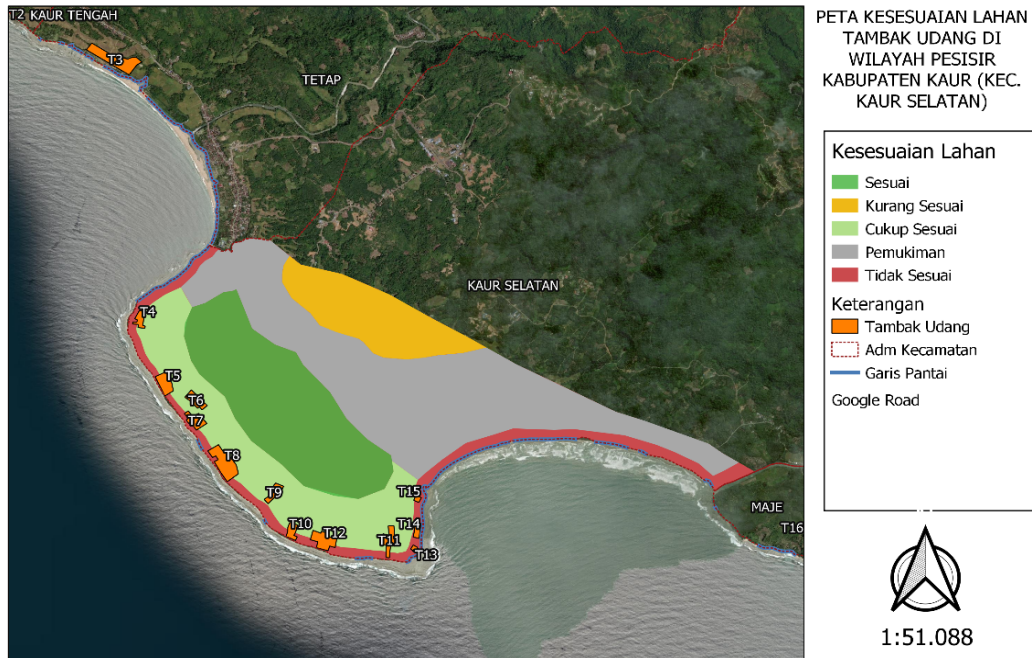 T2 KAUR TENGAH
T3
TETAP
KAUR SELATAN
T4
T5
T6
T7
T8
T9
T10
T12
T11
T15
T14
T13
MAJE
T16
PETA KESESUAIAN LAHAN
TAMBAK UDANG DI
WILAYAH PESISIR
KABUPATEN KAUR (KEC.
KAUR SELATAN)
Kesesuaian Lahan
Sesuai
Kurang Sesuai
Cukup Sesuai
Pemukiman
Tidak Sesuai
Keterangan
Tambak Udang
Adm Kecamatan
Garis Pantai
Google Road
1:51.088